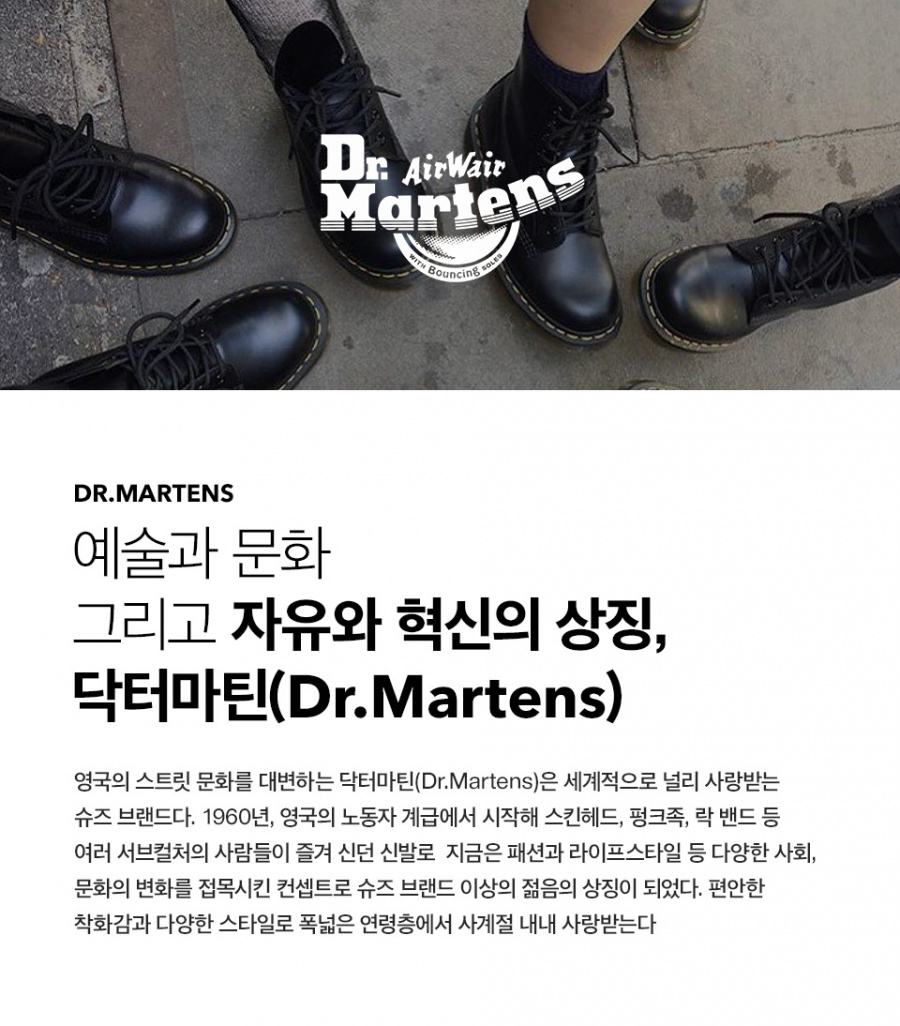 Dr. AirWair
Martens
WITH Bouncing SOLES
DR.MARTENS
예술과 문화
그리고 자유와 혁신의 상징,
닥터마틴(Dr.Martens)
영국의 스트릿 문화를 대변하는 닥터마틴(Dr.Martens)은 세계적으로 널리 사랑받는
슈즈 브랜드다. 1960년, 영국의 노동자 계급에서 시작해 스킨헤드, 펑크족, 락 밴드 등
여러 서브컬처의 사람들이 즐겨 신던 신발로 지금은 패션과 라이프스타일 등 다양한 사회,
문화의 변화를 접목시킨 컨셉트로 슈즈 브랜드 이상의 젊음의 상징이 되었다. 편안한
착화감과 다양한 스타일로 폭넓은 연령층에서 사계절 내내 사랑받는다